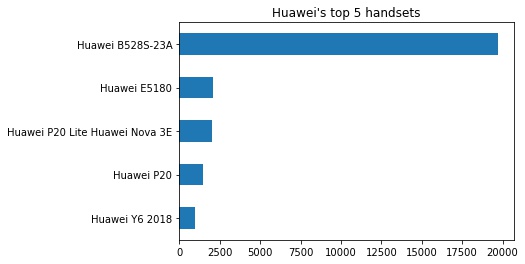 Huawei's top 5 handsets
Huawei B528S-23A
Huawei E5180
Huawei P20 Lite Huawei Nova 3E
Huawei P20
Huawei Y6 2018
0 2500 5000 7500 10000 12500 15000 17500 20000